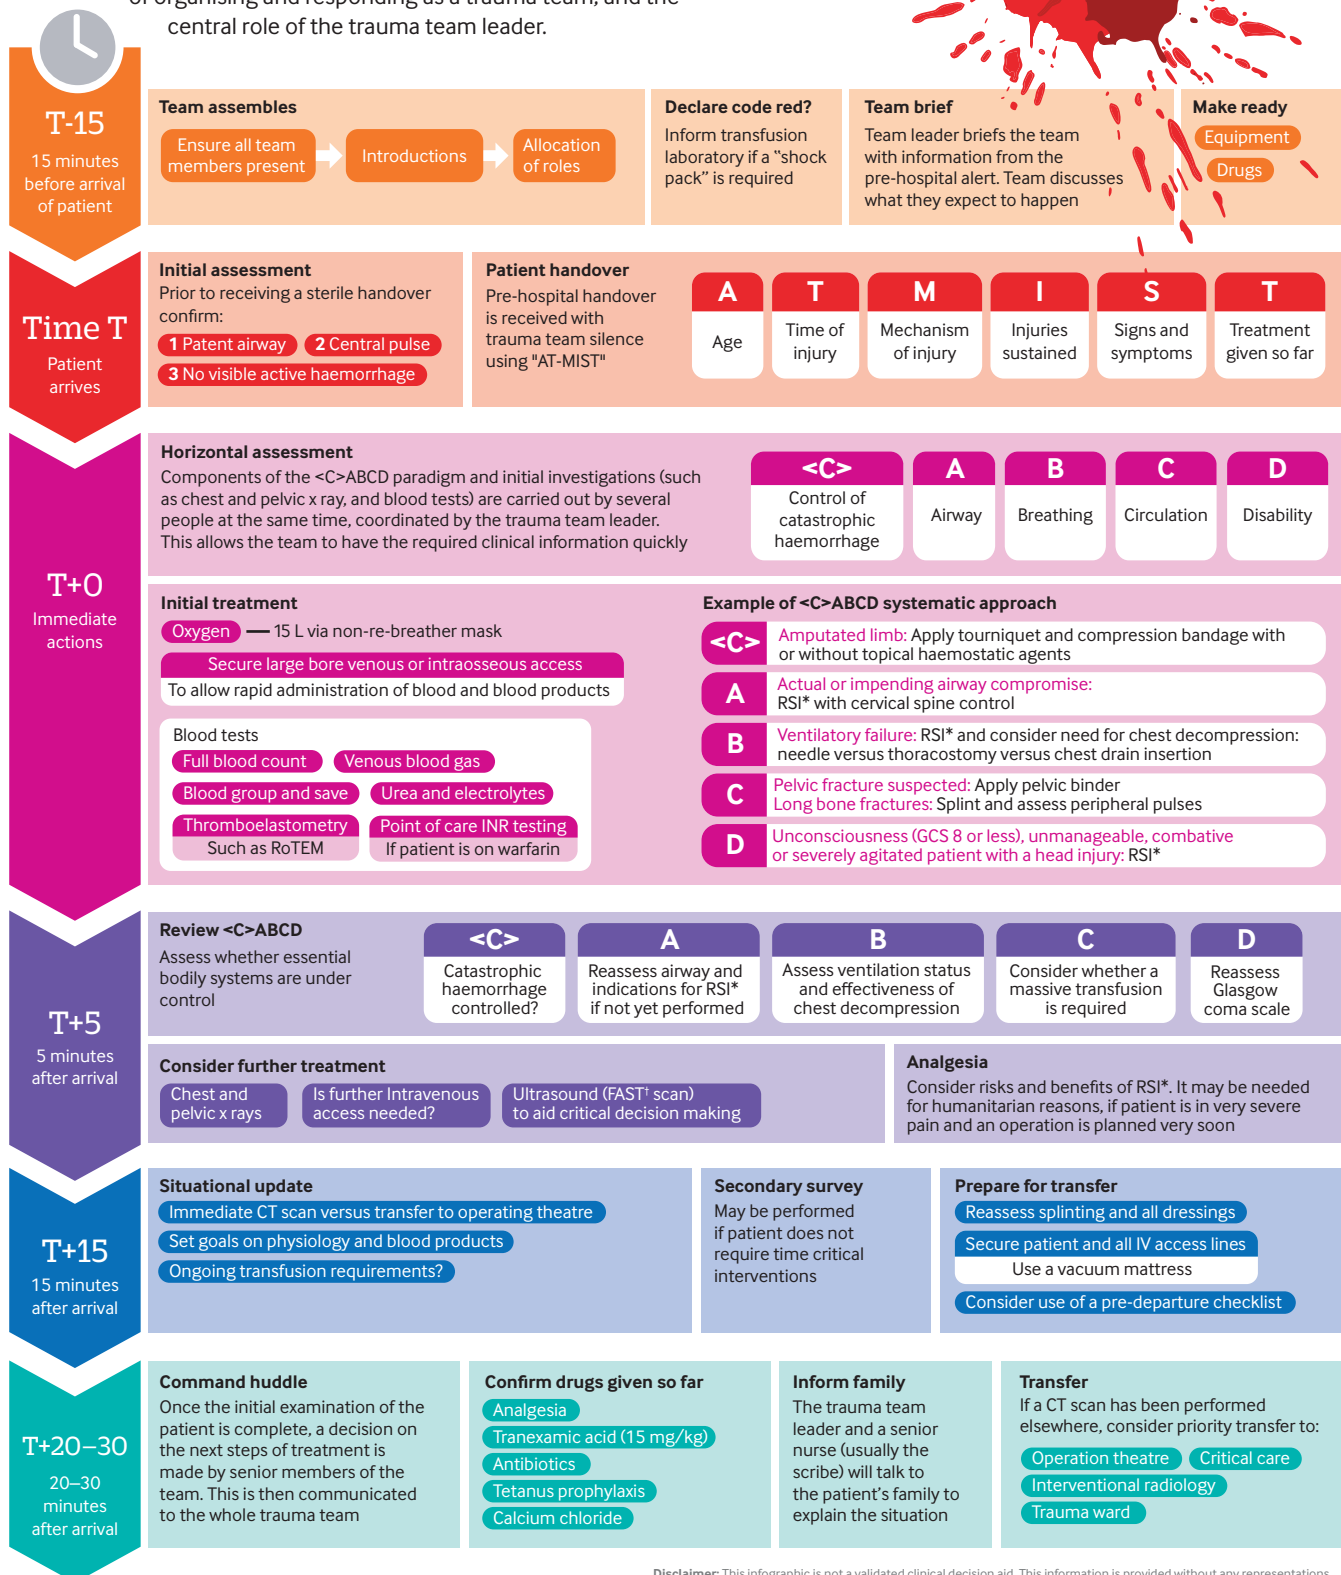 of organising and responding as a trauma team, and the
central role of the trauma team leader.
T-15
15 minutes
before arrival
of patient
Team assembles
Ensure all team
members present
Introductions
Allocation
of roles
Declare code red?
Inform transfusion
laboratory if a "shock
pack" is required
Team brief
Team leader briefs the team
with information from the
pre-hospital alert. Team discusses
what they expect to happen
Make ready
Equipment
Drugs
Time T
Patient
arrives
Initial assessment
Prior to receiving a sterile handover
confirm:
1 Patent airway
2 Central pulse
3 No visible active haemorrhage
Patient handover
Pre-hospital handover
is received with
trauma team silence
using "AT-MIST"
A
Age
T
Time of
injury
M
Mechanism
of injury
I
Injuries
sustained
S
Signs and
symptoms
T
Treatment
given so far
T+0
Immediate
actions
Horizontal assessment
Components of the <C>ABCD paradigm and initial investigations (such
as chest and pelvic x ray, and blood tests) are carried out by several
people at the same time, coordinated by the trauma team leader.
This allows the team to have the required clinical information quickly
<C>
Control of
catastrophic
haemorrhage
A
Airway
B
Breathing
C
Circulation
D
Disability
Initial treatment
Oxygen — 15 L via non-re-breather mask
Secure large bore venous or intraosseous access
To allow rapid administration of blood and blood products
Blood tests
Full blood count
Venous blood gas
Blood group and save
Urea and electrolytes
Thromboelastometry
Such as RoTEM
Point of care INR testing
If patient is on warfarin
Example of <C>ABCD systematic approach
<C>
Amputated limb: Apply tourniquet and compression bandage with
or without topical haemostatic agents
A
Actual or impending airway compromise:
RSI* with cervical spine control
B
Ventilatory failure: RSI* and consider need for chest decompression:
needle versus thoracostomy versus chest drain insertion
C
Pelvic fracture suspected: Apply pelvic binder
Long bone fractures: Splint and assess peripheral pulses
D
Unconsciousness (GCS 8 or less), unmanageable, combative
or severely agitated patient with a head injury: RSI*
T+5
5 minutes
after arrival
Review <C>ABCD
Assess whether essential
bodily systems are under
control
<C>
Catastrophic
haemorrhage
controlled?
A
Reassess airway and
indications for RSI*
if not yet performed
B
Assess ventilation status
and effectiveness of
chest decompression
C
Consider whether a
massive transfusion
is required
D
Reassess
Glasgow
coma scale
Consider further treatment
Chest and
pelvic x rays
Is further Intravenous
access needed?
Ultrasound (FAST† scan)
to aid critical decision making
Analgesia
Consider risks and benefits of RSI*. It may be needed
for humanitarian reasons, if patient is in very severe
pain and an operation is planned very soon
T+15
15 minutes
after arrival
Situational update
Immediate CT scan versus transfer to operating theatre
Set goals on physiology and blood products
Ongoing transfusion requirements?
Secondary survey
May be performed
if patient does not
require time critical
interventions
Prepare for transfer
Reassess splinting and all dressings
Secure patient and all IV access lines
Use a vacuum mattress
Consider use of a pre-departure checklist
T+20–30
20–30
minutes
after arrival
Command huddle
Once the initial examination of the
patient is complete, a decision on
the next steps of treatment is
made by senior members of the
team. This is then communicated
to the whole trauma team
Confirm drugs given so far
Analgesia
Tranexamic acid (15 mg/kg)
Antibiotics
Tetanus prophylaxis
Calcium chloride
Inform family
The trauma team
leader and a senior
nurse (usually the
scribe) will talk to
the patient's family to
explain the situation
Transfer
If a CT scan has been performed
elsewhere, consider priority transfer to:
Operation theatre
Critical care
Interventional radiology
Trauma ward
Disclaimer: This infographic is not a validated clinical decision aid. This information is provided without any representations,